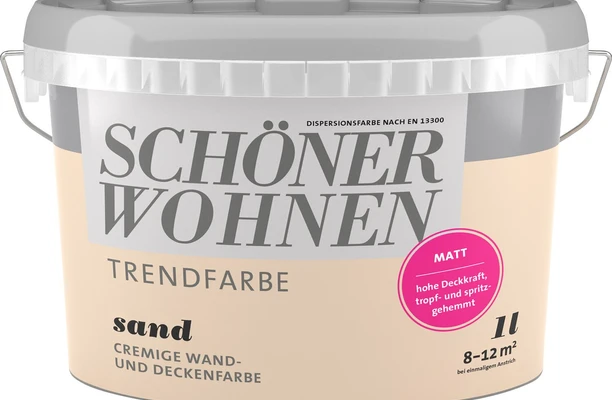 DISPERSIONSFARBE NACH EN 13300
SCHÖNER
WOHNEN
TRENDFARBE
MATT
hohe Deckkraft,
tropf- und spritz-
gehemmt
sand
CREMIGE WAND-
UND DECKENFARBE
1l
8–12 m²
bei einmaligem Anstrich